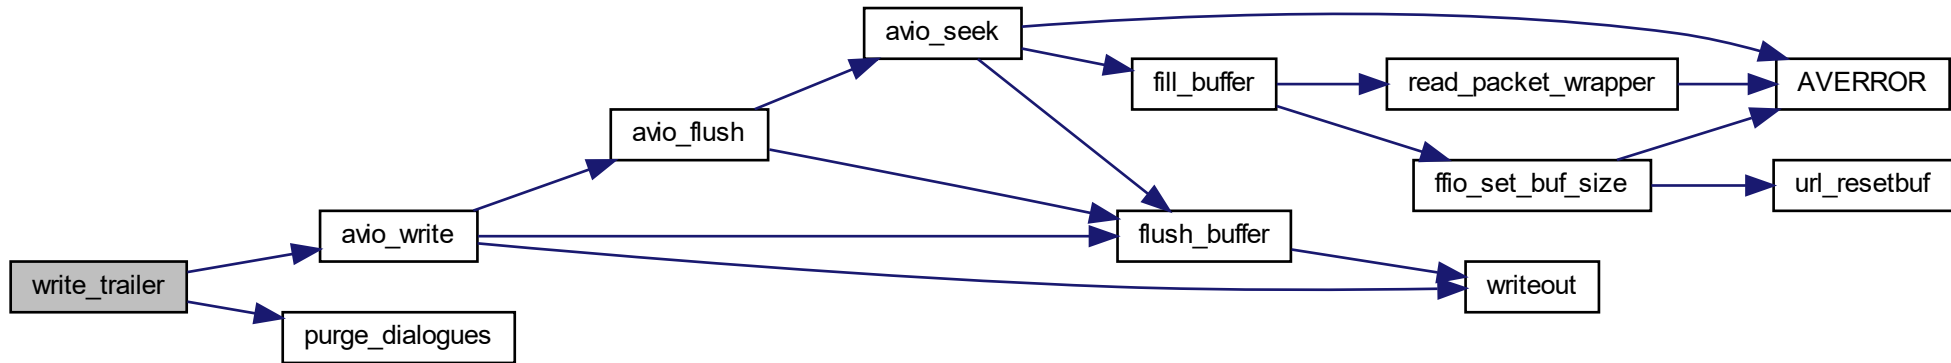 avio_seek
fill_buffer
read_packet_wrapper
AVERROR
avio_flush
ffio_set_buf_size
url_resetbuf
avio_write
flush_buffer
write_trailer
writeout
purge_dialogues